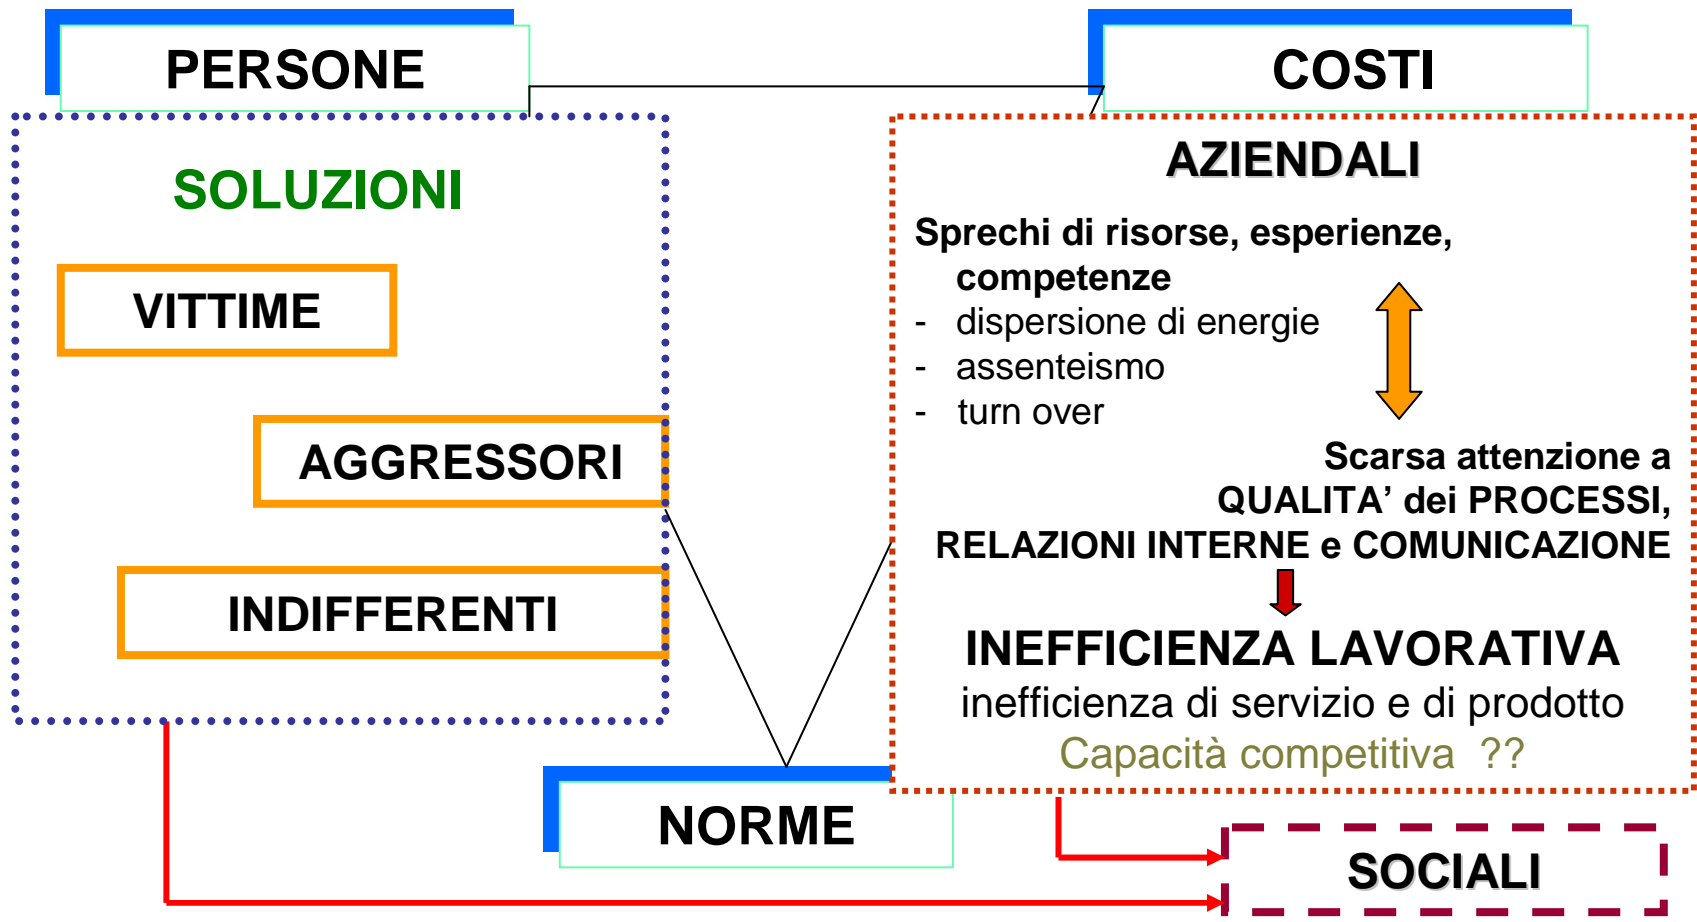 PERSONE
COSTI
SOLUZIONI
VITTIME
AGGRESSORI
INDIFFERENTI
AZIENDALI
Sprechi di risorse, esperienze,
competenze
- dispersione di energie
- assenteismo
- turn over
Scarsa attenzione a
QUALITA’ dei PROCESSI,
RELAZIONI INTERNE e COMUNICAZIONE
INEFFICIENZA LAVORATIVA
inefficienza di servizio e di prodotto
Capacità competitiva ??
NORME
SOCIALI